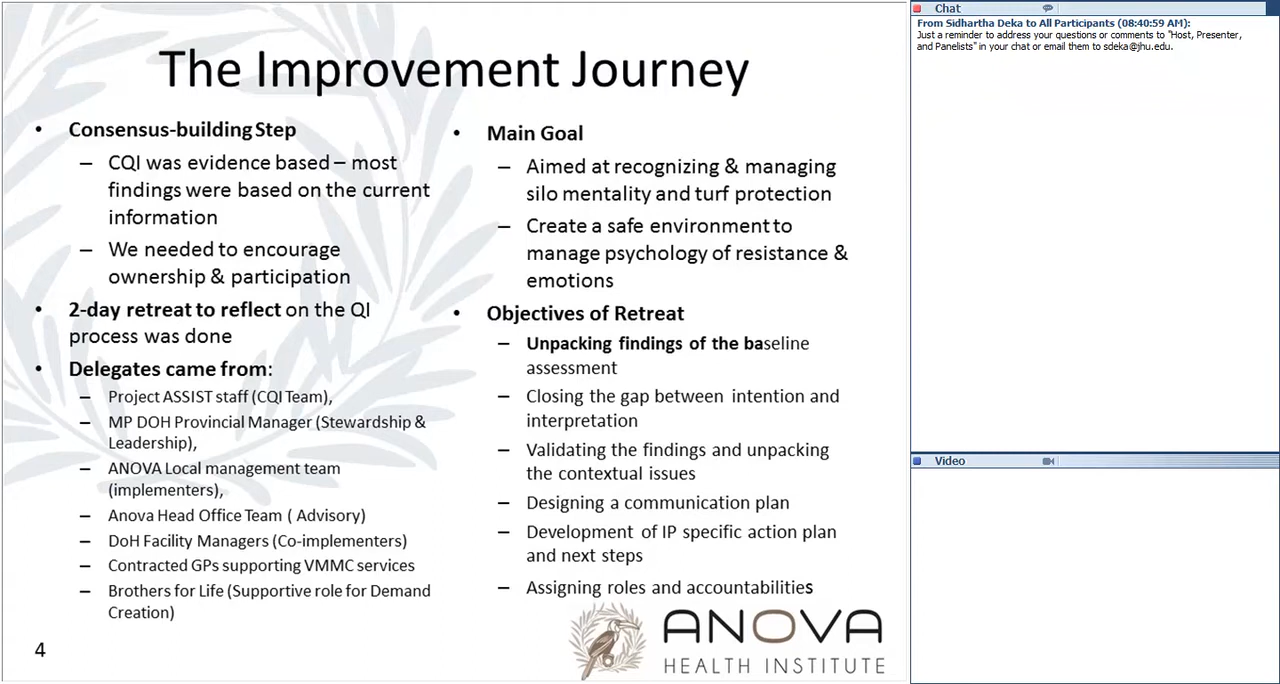 The Improvement Journey
• Consensus-building Step
– CQI was evidence based – most
findings were based on the current
information
– We needed to encourage
ownership & participation
• 2-day retreat to reflect on the QI
process was done
• Delegates came from:
– Project ASSIST staff (CQI Team),
– MP DOH Provincial Manager (Stewardship &
Leadership),
– ANOVA Local management team
(implementers),
– Anova Head Office Team ( Advisory)
– DoH Facility Managers (Co-implementers)
– Contracted GPs supporting VMMC services
– Brothers for Life (Supportive role for Demand
Creation)
• Main Goal
– Aimed at recognizing & managing
silo mentality and turf protection
– Create a safe environment to
manage psychology of resistance &
emotions
• Objectives of Retreat
– Unpacking findings of the baseline
assessment
– Closing the gap between intention and
interpretation
– Validating the findings and unpacking
the contextual issues
– Designing a communication plan
– Development of IP specific action plan
and next steps
– Assigning roles and accountabilities
4
ANOVA
HEALTH INSTITUTE
Chat
From Sidhartha Deka to All Participants (08:40:59 AM):
Just a reminder to address your questions or comments to "Host, Presenter,
and Panelists" in your chat or email them to sdeka@jhu.edu.
Video